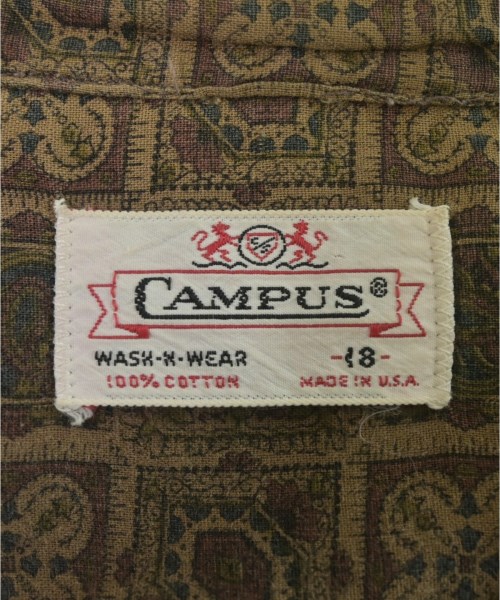 C/S
CAMPUS®
WASH-N-WEAR -18-
100% COTTON MADE IN U.S.A.